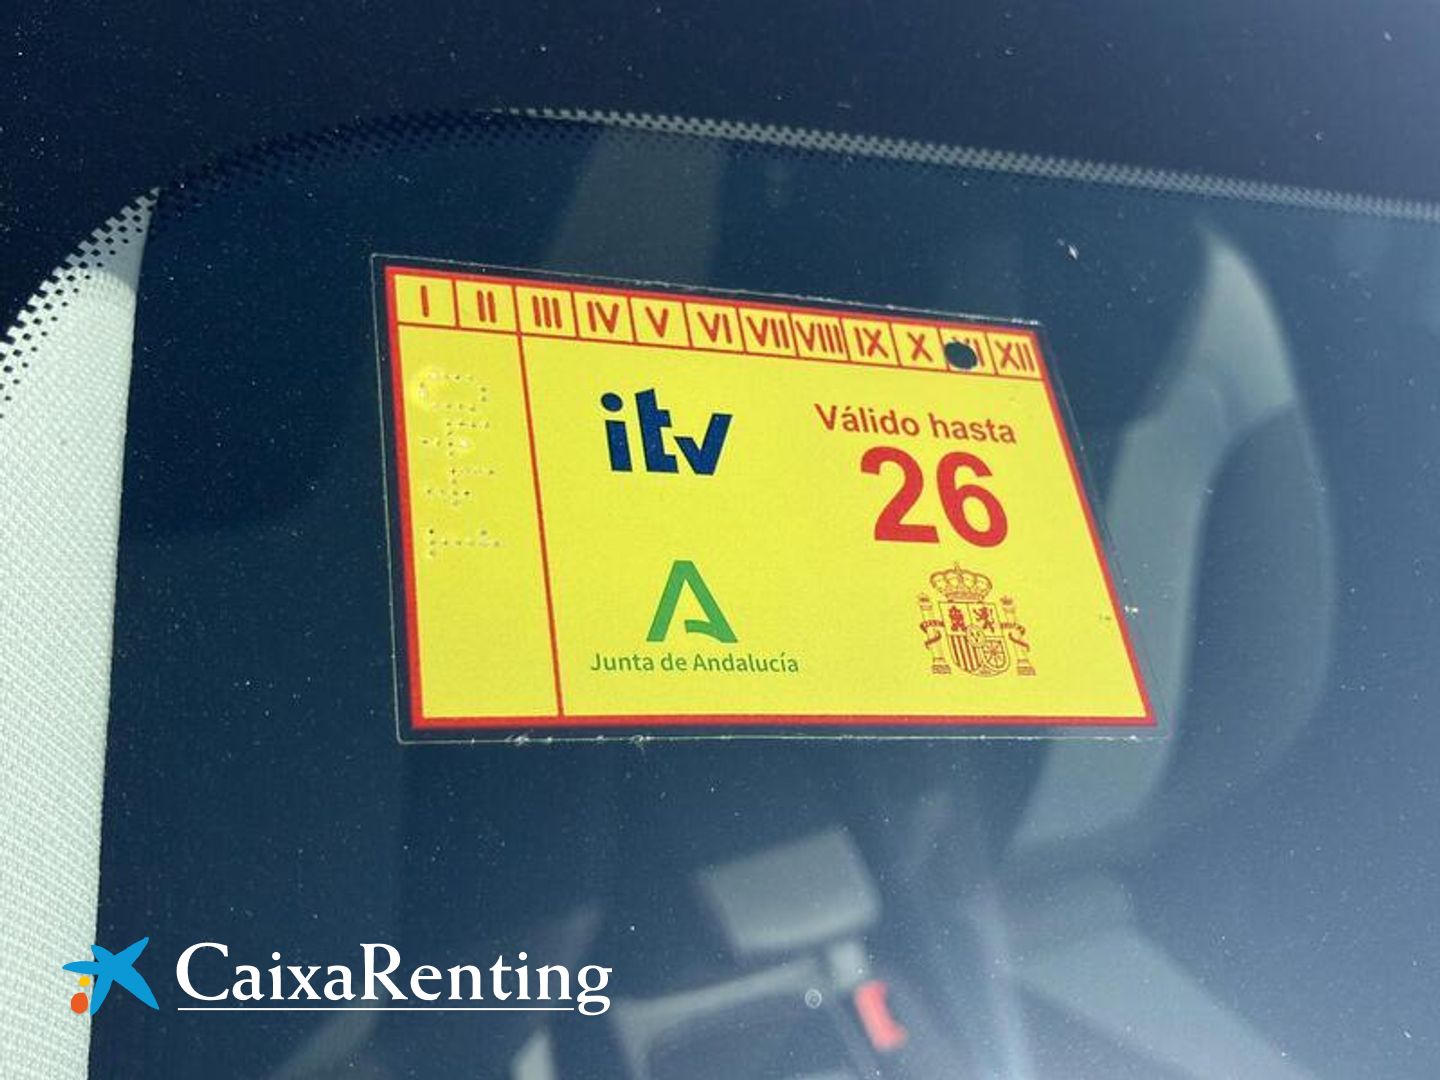 I II III IV V VI VII VIII IX X XI XII
itv
Válido hasta
26
Junta de Andalucía
CaixaRenting